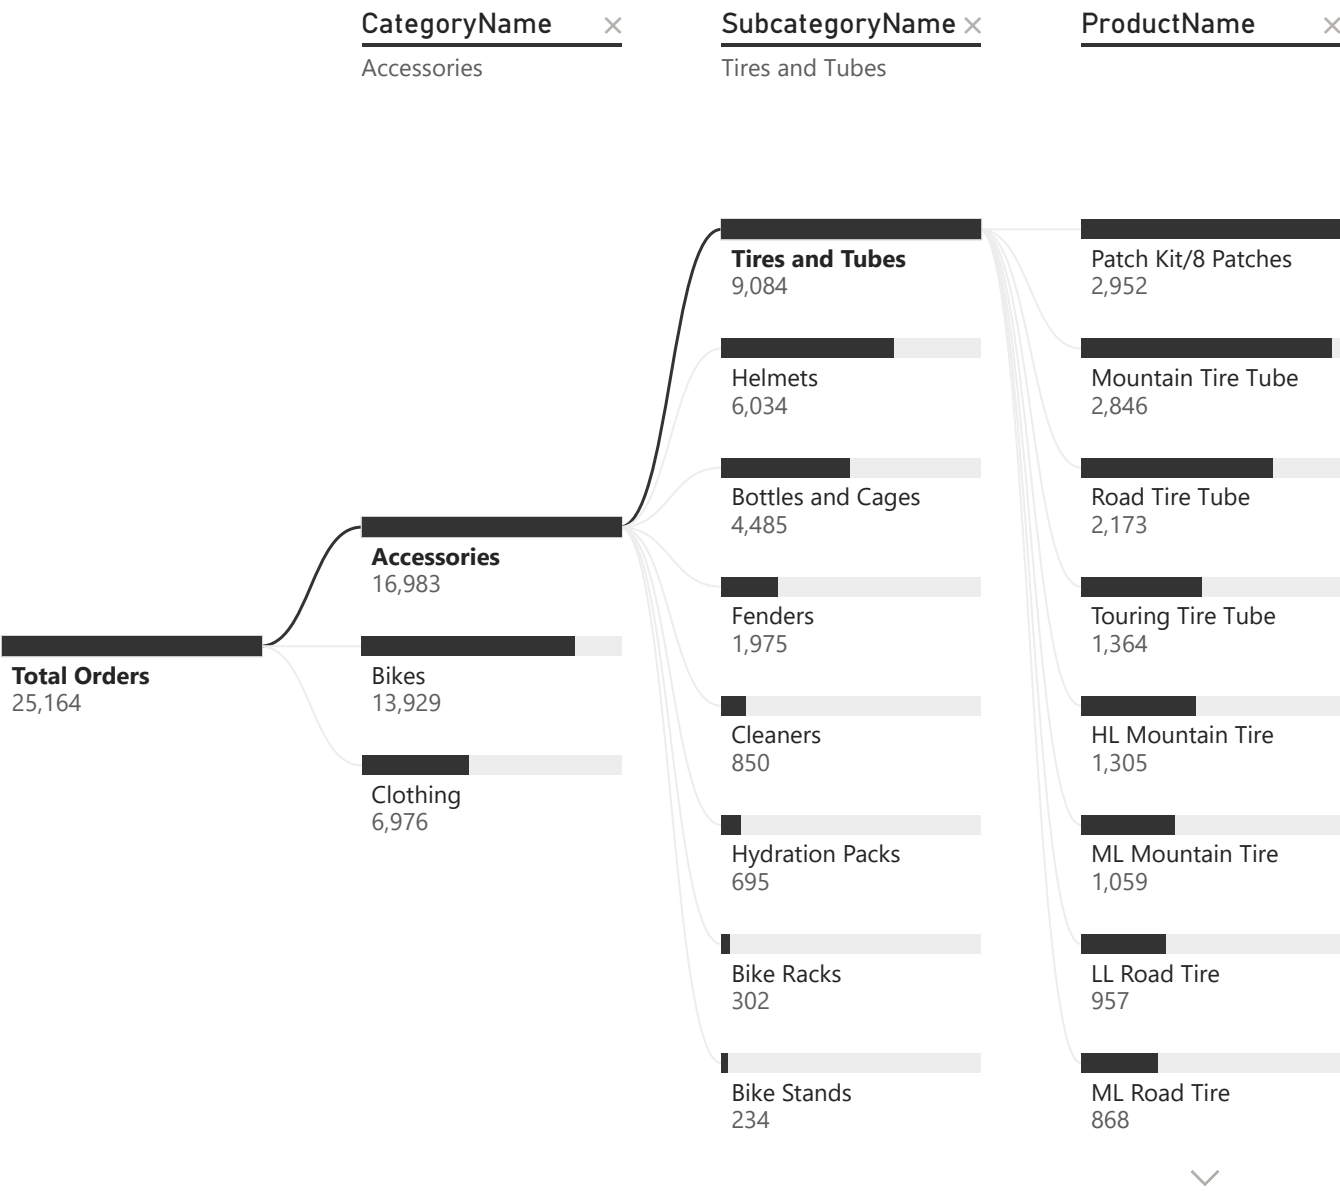 CategoryName
SubcategoryName
ProductName
Accessories
Tires and Tubes
Total Orders
25,164
Accessories
16,983
Bikes
13,929
Clothing
6,976
Tires and Tubes
9,084
Helmets
6,034
Bottles and Cages
4,485
Fenders
1,975
Cleaners
850
Hydration Packs
695
Bike Racks
302
Bike Stands
234
Patch Kit/8 Patches
2,952
Mountain Tire Tube
2,846
Road Tire Tube
2,173
Touring Tire Tube
1,364
HL Mountain Tire
1,305
ML Mountain Tire
1,059
LL Road Tire
957
ML Road Tire
868